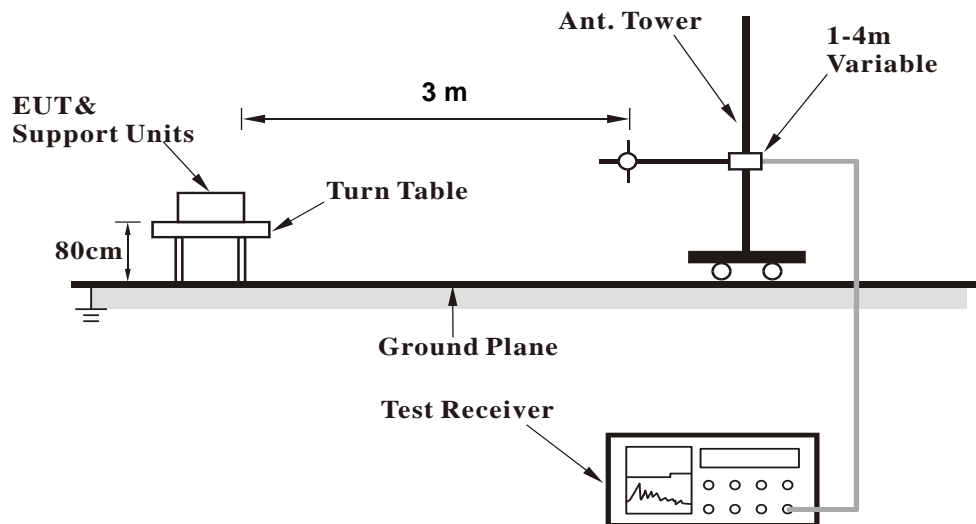 Ant. Tower
1-4m
Variable
3 m
EUT&
Support Units
Turn Table
80cm
Ground Plane
Test Receiver